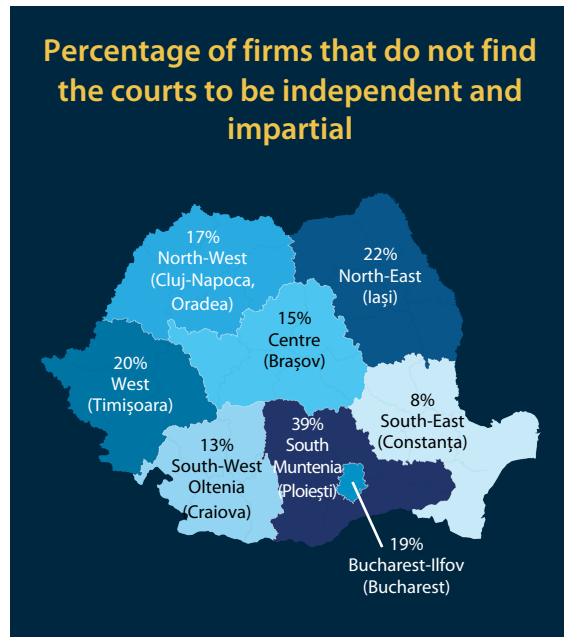 Percentage of firms that do not find
the courts to be independent and
impartial
17%
North-West
(Cluj-Napoca,
Oradea)
22%
North-East
(Iași)
15%
Centre
(Brașov)
20%
West
(Timișoara)
8%
South-East
(Constanța)
13%
South-West
Oltenia
(Craiova)
39%
South
Muntenia
(Ploiești)
19%
Bucharest-Ilfov
(Bucharest)